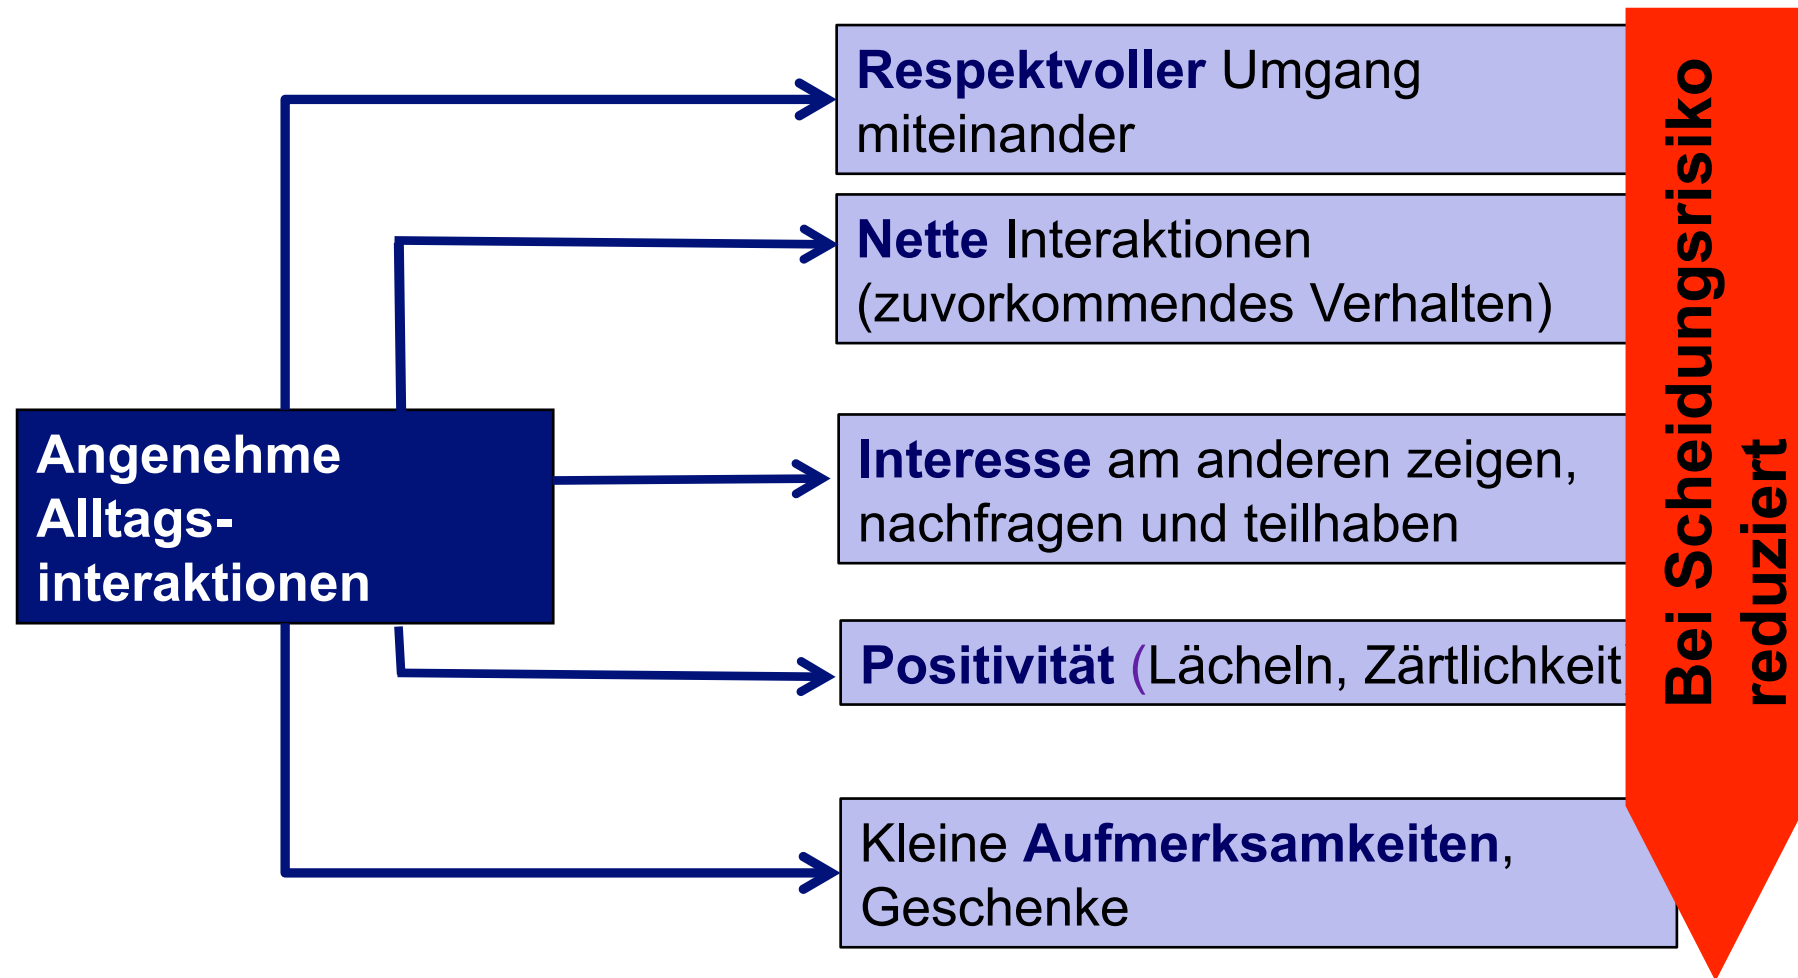 Respektvoller Umgang
miteinander
Nette Interaktionen
(zuvorkommendes Verhalten)
Angenehme
Alltags-
interaktionen
Interesse am anderen zeigen,
nachfragen und teilhaben
Positivität (Lächeln, Zärtlichkeit)
Kleine Aufmerksamkeiten,
Geschenke
Bei Scheidungsrisiko
reduziert